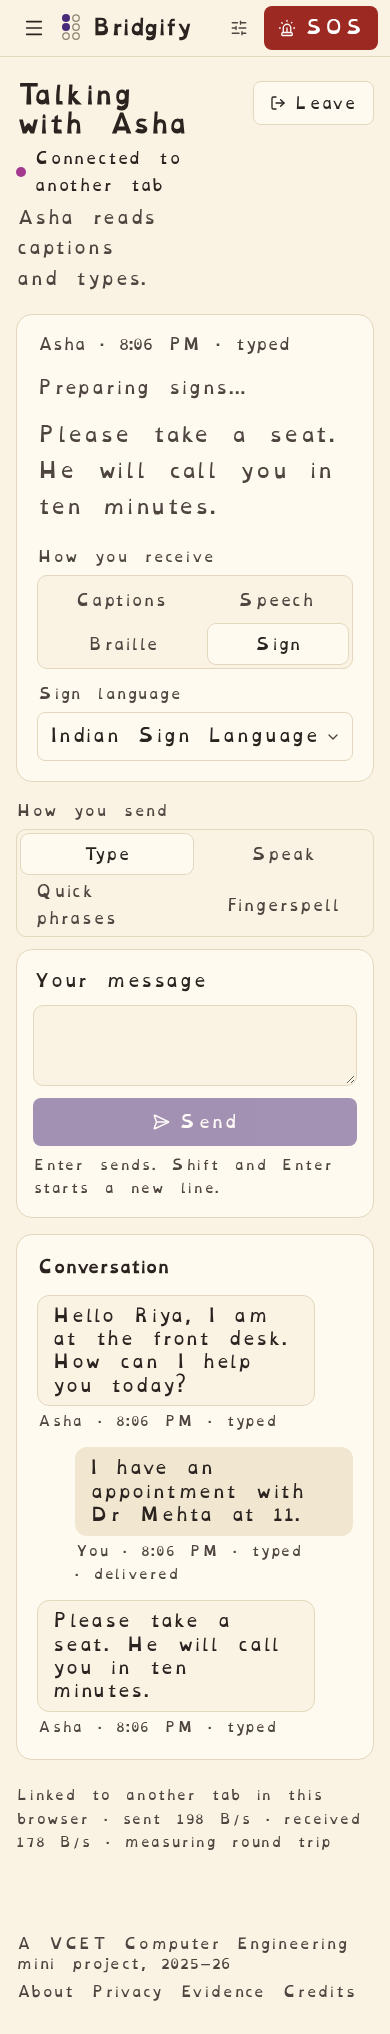 Bridgify
SOS
Talking
with Asha
Leave
Connected to
another tab
Asha reads
captions
and types.
Asha · 8:06 PM · typed
Preparing signs…
Please take a seat.
He will call you in
ten minutes.
How you receive
Captions
Speech
Braille
Sign
Sign language
Indian Sign Language
How you send
Type
Speak
Quick
phrases
Fingerspell
Your message
Send
Enter sends. Shift and Enter
starts a new line.
Conversation
Hello Riya, I am
at the front desk.
How can I help
you today?
Asha · 8:06 PM · typed
I have an
appointment with
Dr Mehta at 11.
You · 8:06 PM · typed
· delivered
Please take a
seat. He will call
you in ten
minutes.
Asha · 8:06 PM · typed
Linked to another tab in this
browser · sent 198 B/s · received
178 B/s · measuring round trip
A VCET Computer Engineering
mini project, 2025–26
About Privacy Evidence Credits